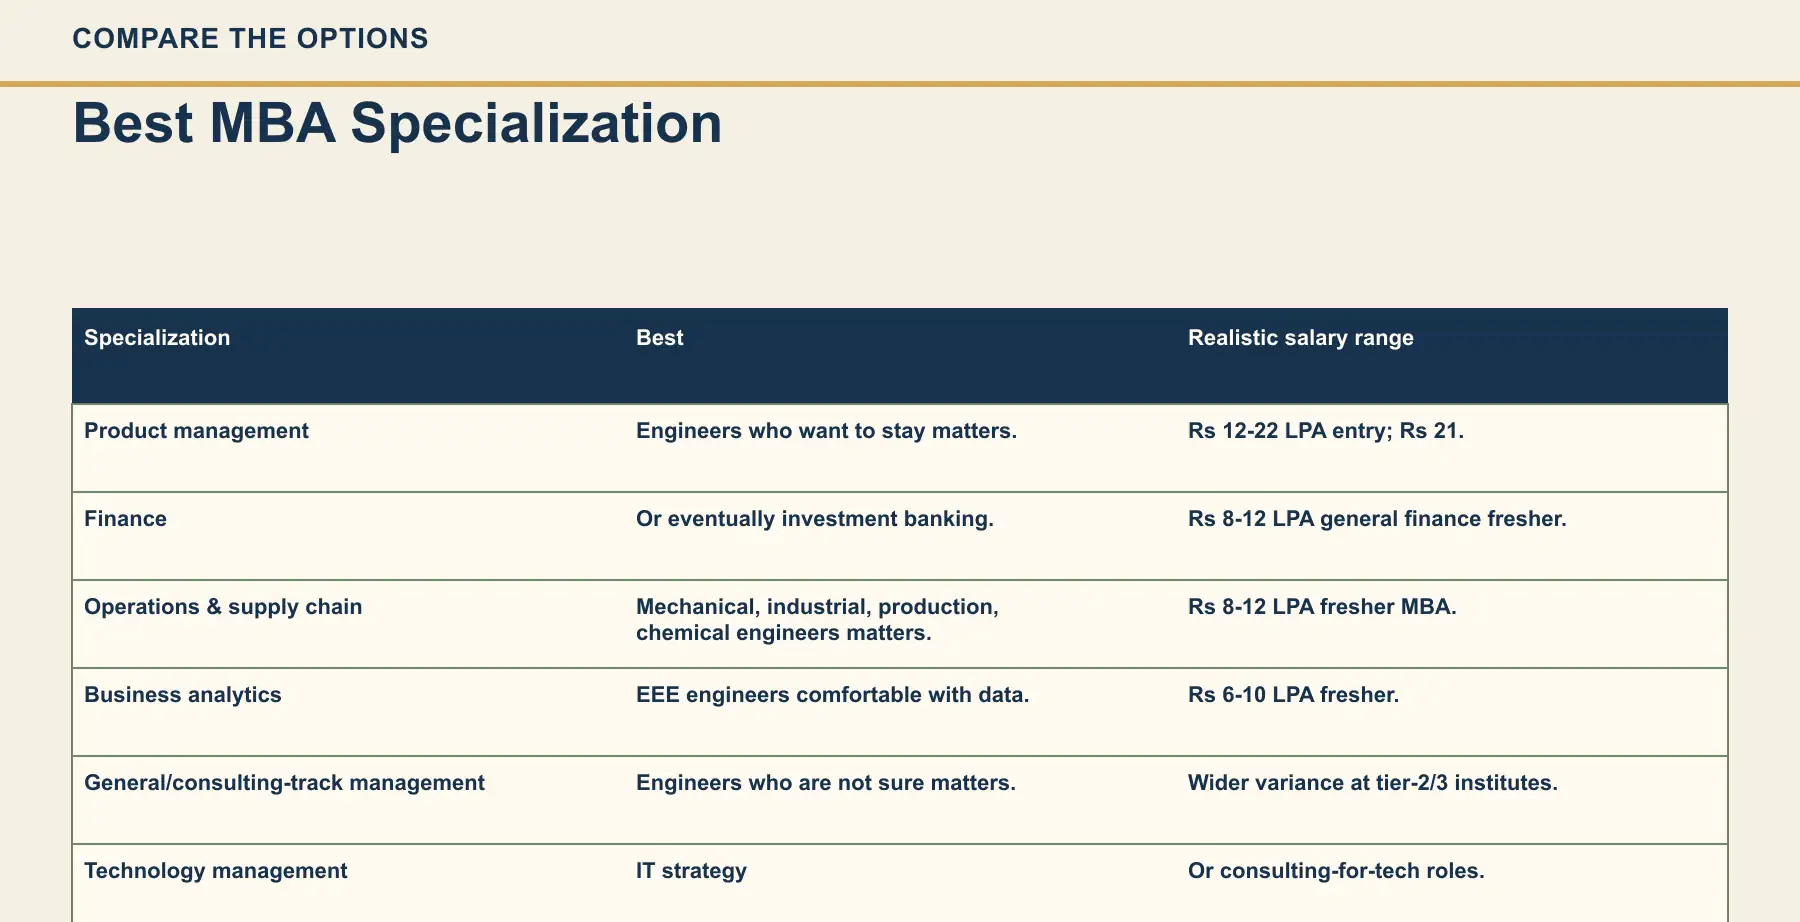 COMPARE THE OPTIONS
Best MBA Specialization
Specialization Best Realistic salary range
Product management Engineers who want to stay matters. Rs 12-22 LPA entry; Rs 21.
Finance Or eventually investment banking. Rs 8-12 LPA general finance fresher.
Operations & supply chain Mechanical, industrial, production, Rs 8-12 LPA fresher MBA.
chemical engineers matters.
Business analytics EEE engineers comfortable with data. Rs 6-10 LPA fresher.
General/consulting-track management Engineers who are not sure matters. Wider variance at tier-2/3 institutes.
Technology management IT strategy Or consulting-for-tech roles.